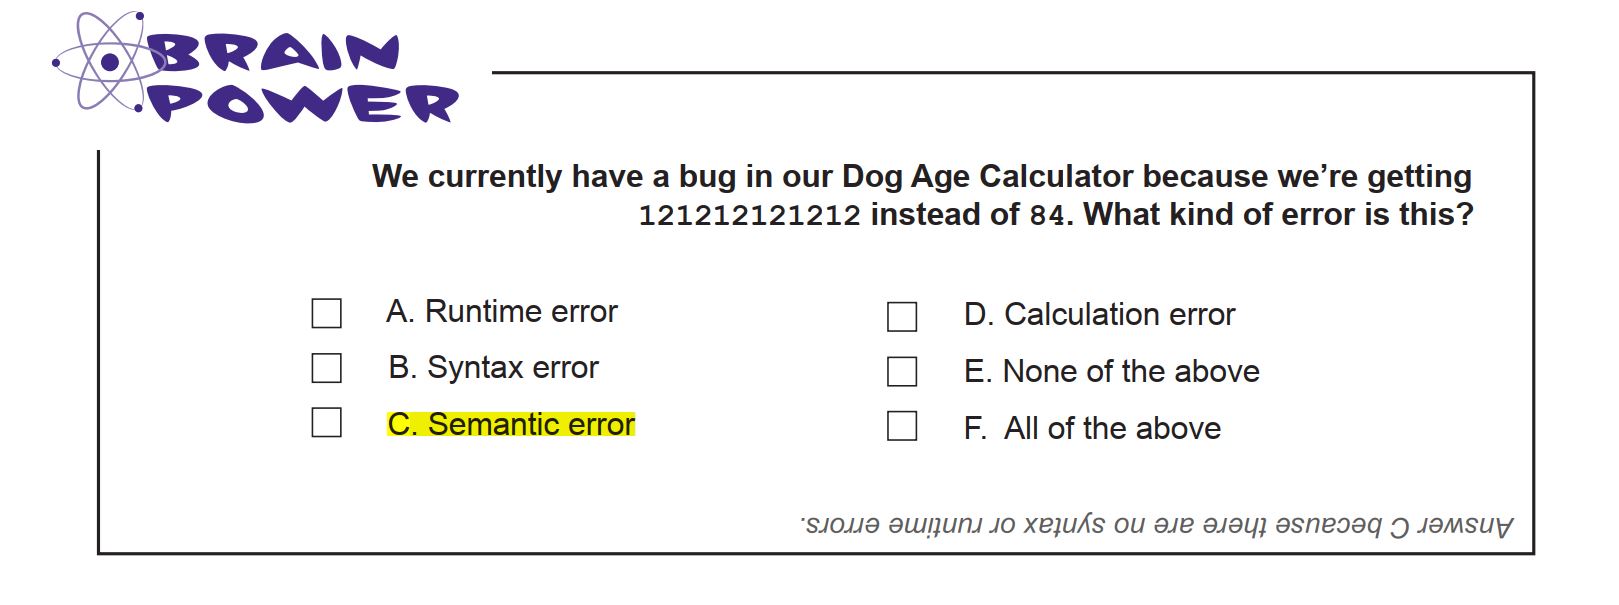 BRAIN
POWER
We currently have a bug in our Dog Age Calculator because we're getting
121212121212 instead of 84. What kind of error is this?
A. Runtime error
B. Syntax error
C. Semantic error
D. Calculation error
E. None of the above
F. All of the above
Answer C because there are no syntax or runtime errors.